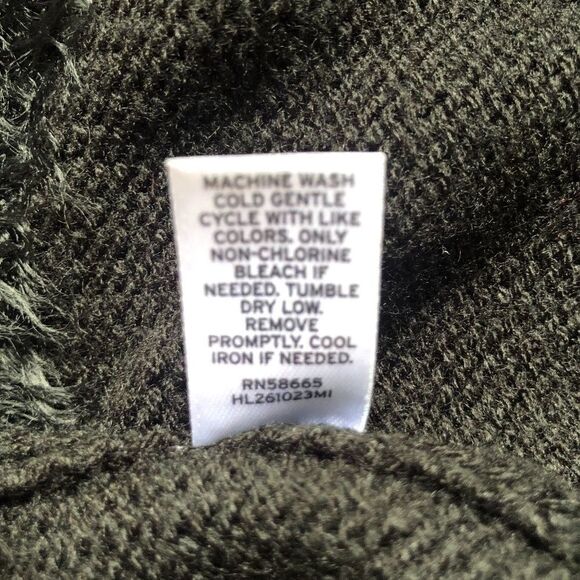 MACHINE WASH
COLD GENTLE
CYCLE WITH LIKE
COLORS. ONLY
NON-CHLORINE
BLEACH IF
NEEDED. TUMBLE
DRY LOW.
REMOVE
PROMPTLY. COOL
IRON IF NEEDED.
RN58665
HL261023MI